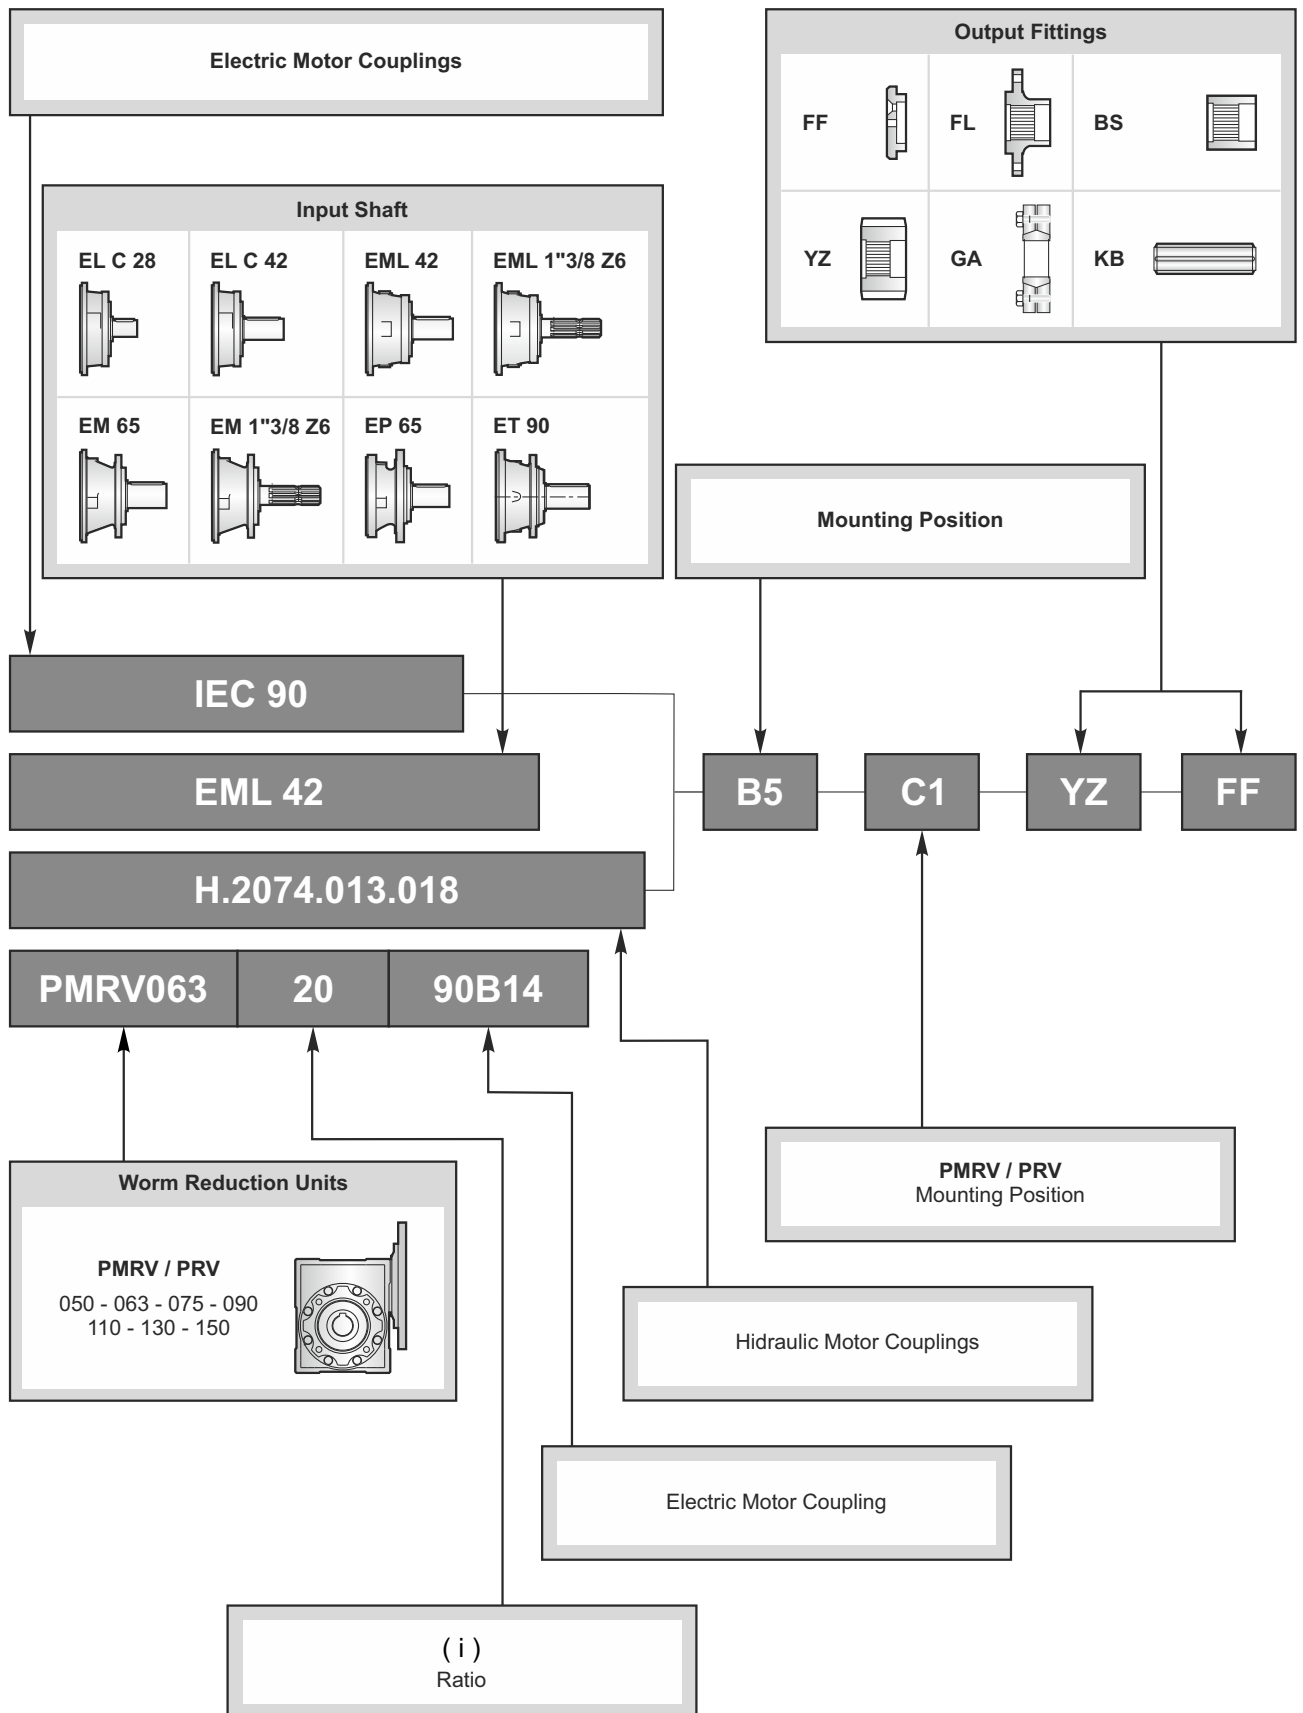 Electric Motor Couplings
Output Fittings
FF
FL
BS
YZ
GA
KB
Input Shaft
EL C 28
EL C 42
EML 42
EML 1"3/8 Z6
EM 65
EM 1"3/8 Z6
EP 65
ET 90
Mounting Position
IEC 90
EML 42
B5
C1
YZ
FF
H.2074.013.018
PMRV063
20
90B14
Worm Reduction Units
PMRV / PRV
050 - 063 - 075 - 090
110 - 130 - 150
PMRV / PRV
Mounting Position
Hidraulic Motor Couplings
Electric Motor Coupling
( i )
Ratio